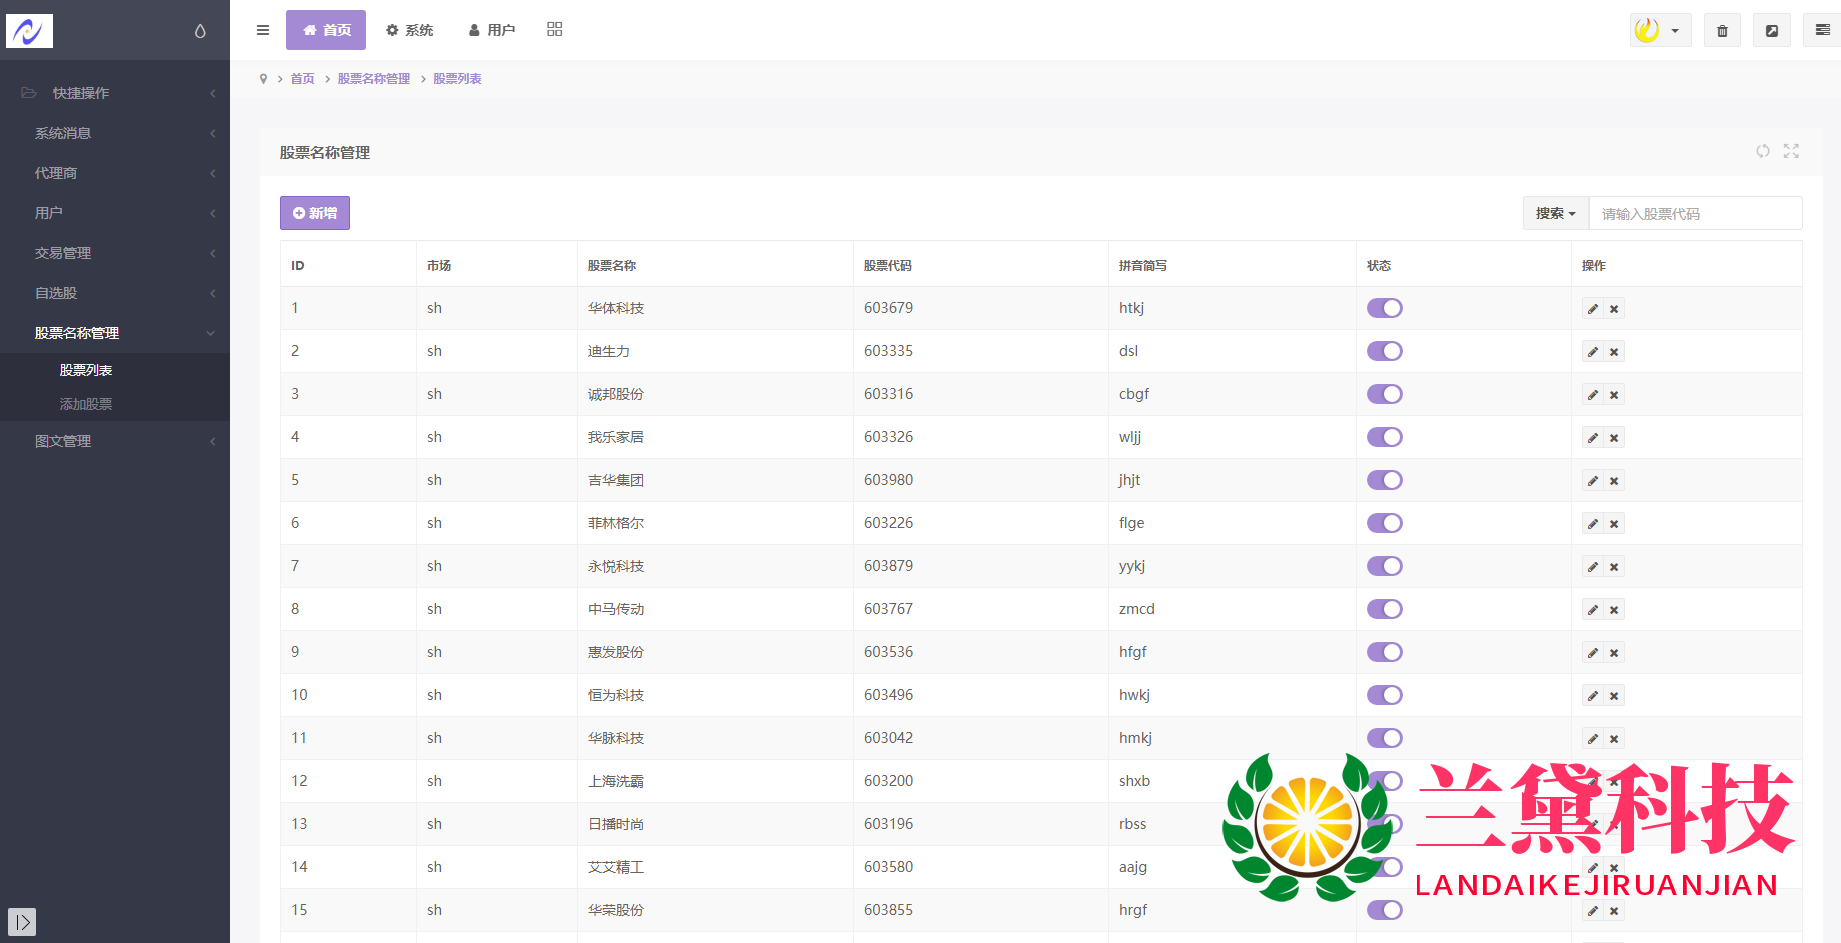 首页 系统 用户
首页 股票名称管理 股票列表
快捷操作
系统消息
代理商
用户
交易管理
自选股
股票名称管理
股票列表
添加股票
图文管理
股票名称管理
新增 搜索 请输入股票代码
ID 市场 股票名称 股票代码 拼音简写 状态 操作
1 sh 华体科技 603679 htkj
2 sh 迪生力 603335 dsl
3 sh 诚邦股份 603316 cbgf
4 sh 我乐家居 603326 wljj
5 sh 吉华集团 603980 jhjt
6 sh 菲林格尔 603226 flge
7 sh 永悦科技 603879 yykj
8 sh 中马传动 603767 zmcd
9 sh 惠发股份 603536 hfgf
10 sh 恒为科技 603496 hwkj
11 sh 华脉科技 603042 hmkj
12 sh 上海洗霸 603200 shxb
13 sh 日播时尚 603196 rbss
14 sh 艾艾精工 603580 aajg
15 sh 华荣股份 603855 hrgf
兰黛科技
LANDAIKEJIRUANJIAN